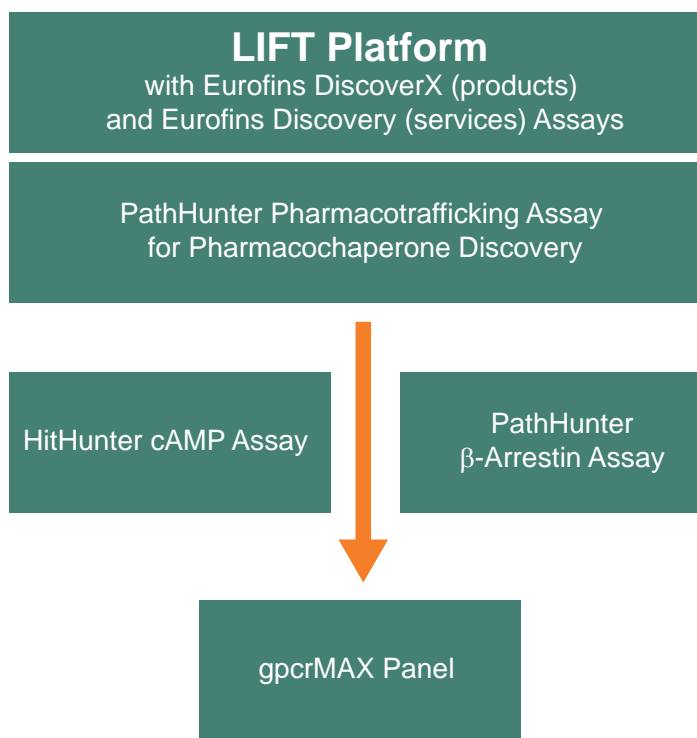 LIFT Platform
with Eurofins DiscoverX (products)
and Eurofins Discovery (services) Assays
PathHunter Pharmacotrafficking Assay
for Pharmacochaperone Discovery
HitHunter cAMP Assay
PathHunter
β-Arrestin Assay
gpcrMAX Panel